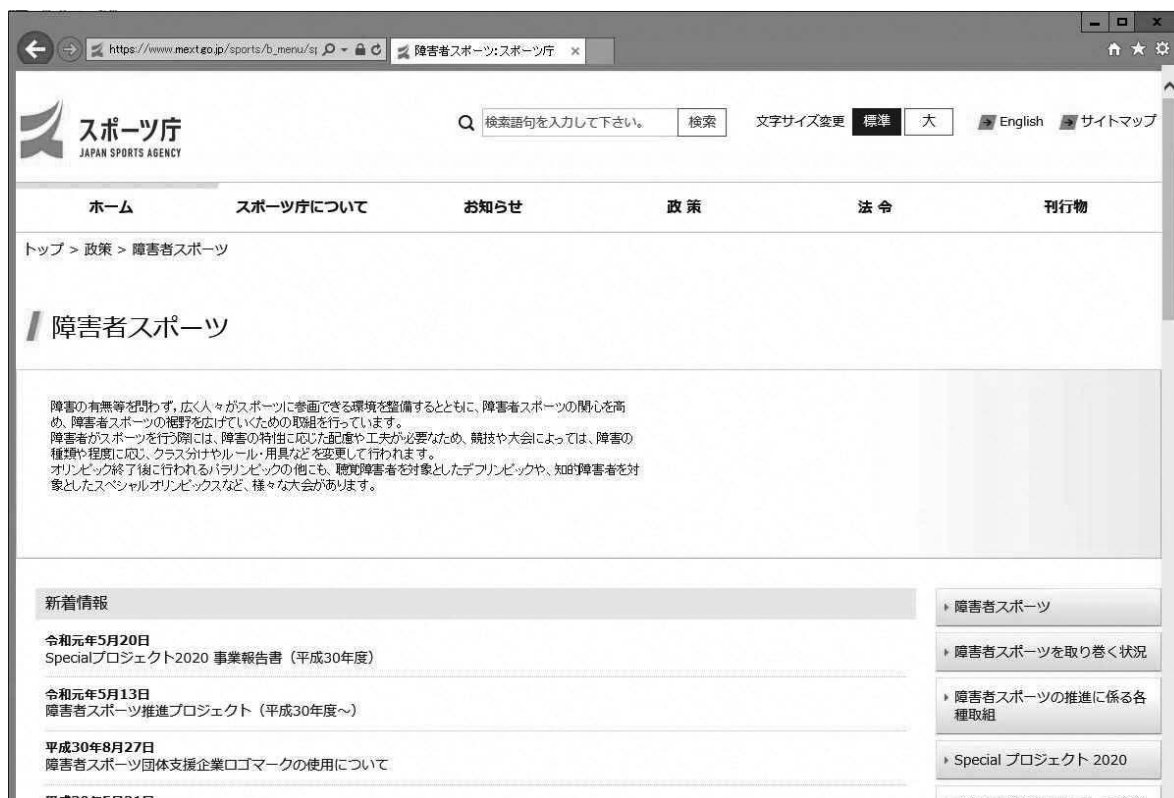 https://www.mext.go.jp/sports/b_menu/sp
障害者スポーツ:スポーツ庁
スポーツ庁
JAPAN SPORTS AGENCY
検索語句を入力して下さい。
検索
文字サイズ変更 標準 大
English サイトマップ
ホーム スポーツ庁について お知らせ 政策 法令 刊行物
トップ > 政策 > 障害者スポーツ
障害者スポーツ
障害の有無等を問わず，広く人々がスポーツに参画できる環境を整備するとともに、障害者スポーツの関心を高
め、障害者スポーツの裾野を広げていくための取組を行っています。
障害者がスポーツを行う際には、障害の特性に応じた配慮や工夫が必要なため、競技や大会によっては、障害の
種類や程度に応じ、クラス分けやルール・用具などを変更して行われます。
オリンピック終了後に行われるパラリンピックの他にも、聴覚障害者を対象としたデフリンピックや、知的障害者を対
象としたスペシャルオリンピックスなど、様々な大会があります。
新着情報
令和元年5月20日
Specialプロジェクト2020 事業報告書（平成30年度）
令和元年5月13日
障害者スポーツ推進プロジェクト（平成30年度～）
平成30年8月27日
障害者スポーツ団体支援企業ロゴマークの使用について
障害者スポーツ
障害者スポーツを取り巻く状況
障害者スポーツの推進に係る各
種取組
Special プロジェクト 2020